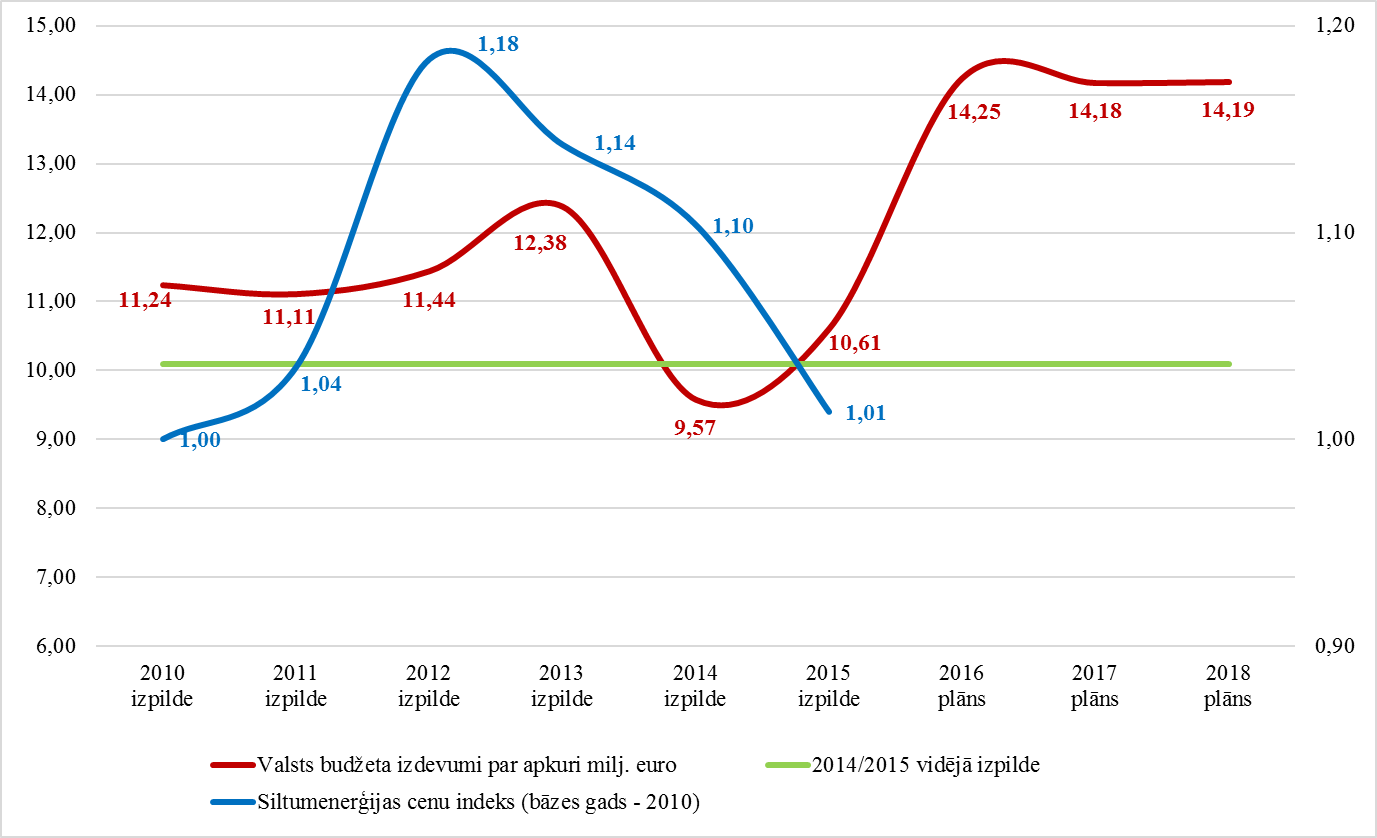 15,00
14,00
13,00
12,00
11,00
10,00
9,00
8,00
7,00
6,00
1,20
1,10
1,00
0,90
1,18
1,14
1,10
1,04
1,00
1,01
11,24
11,11
11,44
12,38
9,57
10,61
14,25
14,18
14,19
2010 izpilde
2011 izpilde
2012 izpilde
2013 izpilde
2014 izpilde
2015 izpilde
2016 plāns
2017 plāns
2018 plāns
Valsts budžeta izdevumi par apkuri milj. euro
2014/2015 vidējā izpilde
Siltumenerģijas cenu indeks (bāzes gads - 2010)